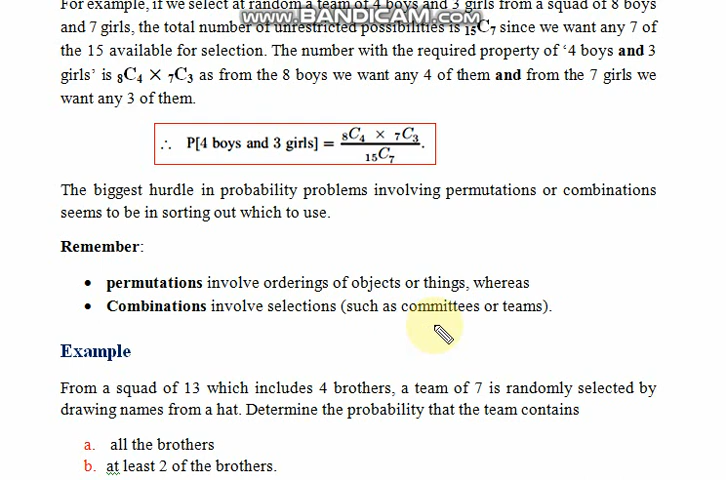 For example, if we select at random a team of 4 boys and 3 girls from a squad of 8 boys
www.BANDICAM.com
and 7 girls, the total number of unrestricted possibilities is ₁₅C₇ since we want any 7 of
the 15 available for selection. The number with the required property of ‘4 boys and 3
girls’ is ₈C₄ × ₇C₃ as from the 8 boys we want any 4 of them and from the 7 girls we
want any 3 of them.
∴ P[4 boys and 3 girls] = ₈C₄ × ₇C₃ / ₁₅C₇.
The biggest hurdle in probability problems involving permutations or combinations
seems to be in sorting out which to use.
Remember:
• permutations involve orderings of objects or things, whereas
• Combinations involve selections (such as committees or teams).
Example
From a squad of 13 which includes 4 brothers, a team of 7 is randomly selected by
drawing names from a hat. Determine the probability that the team contains
a. all the brothers
b. at least 2 of the brothers.